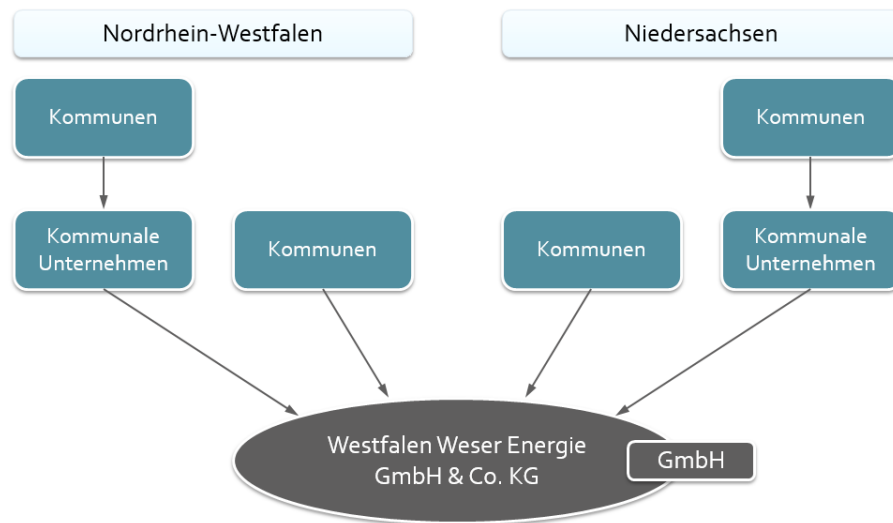 Nordrhein-Westfalen
Niedersachsen
Kommunen
Kommunen
Kommunale
Unternehmen
Kommunen
Kommunen
Kommunale
Unternehmen
Westfalen Weser Energie
GmbH & Co. KG
GmbH